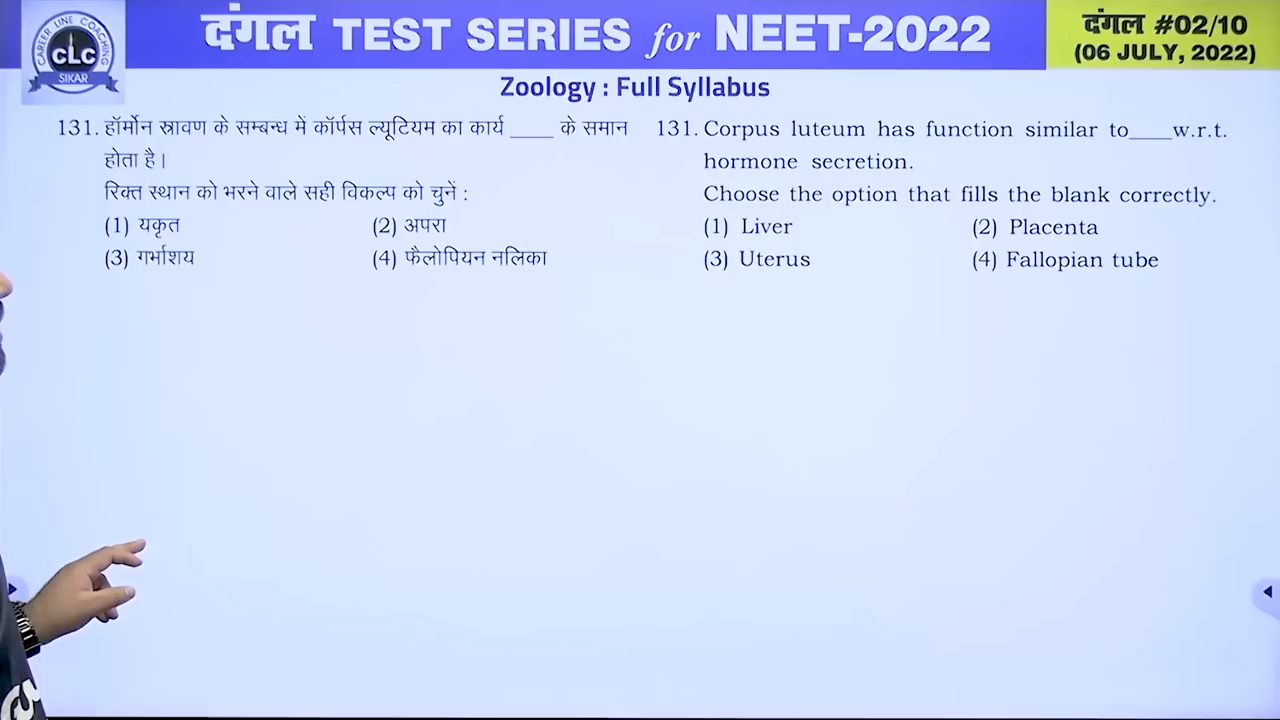 CAREER LINE COACHING
CLC
SIKAR
दंगल TEST SERIES for NEET-2022
दंगल #02/10
(06 JULY, 2022)
Zoology : Full Syllabus
131. हॉर्मोन स्रावण के सम्बन्ध में कॉर्पस ल्यूटियम का कार्य ____ के समान
होता है।
रिक्त स्थान को भरने वाले सही विकल्प को चुनें :
(1) यकृत (2) अपरा
(3) गर्भाशय (4) फैलोपियन नलिका
131. Corpus luteum has function similar to____w.r.t.
hormone secretion.
Choose the option that fills the blank correctly.
(1) Liver (2) Placenta
(3) Uterus (4) Fallopian tube